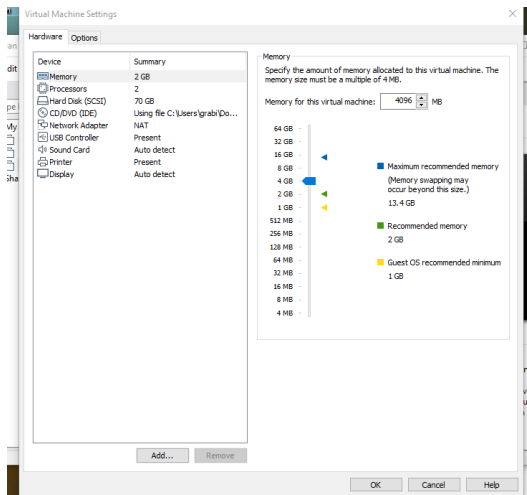 Virtual Machine Settings
Hardware Options
Device Summary
Memory 2 GB
Processors 2
Hard Disk (SCSI) 70 GB
CD/DVD (IDE) Using file C:\Users\grabi\Do...
Network Adapter NAT
USB Controller Present
Sound Card Auto detect
Printer Present
Display Auto detect
Add... Remove
Memory
Specify the amount of memory allocated to this virtual machine. The
memory size must be a multiple of 4 MB.
Memory for this virtual machine: 4096 MB
64 GB
32 GB
16 GB
8 GB
4 GB
2 GB
1 GB
512 MB
256 MB
128 MB
64 MB
32 MB
16 MB
8 MB
4 MB
Maximum recommended memory
(Memory swapping may
occur beyond this size.)
13.4 GB
Recommended memory
2 GB
Guest OS recommended minimum
1 GB
OK Cancel Help
dit
My
Sha